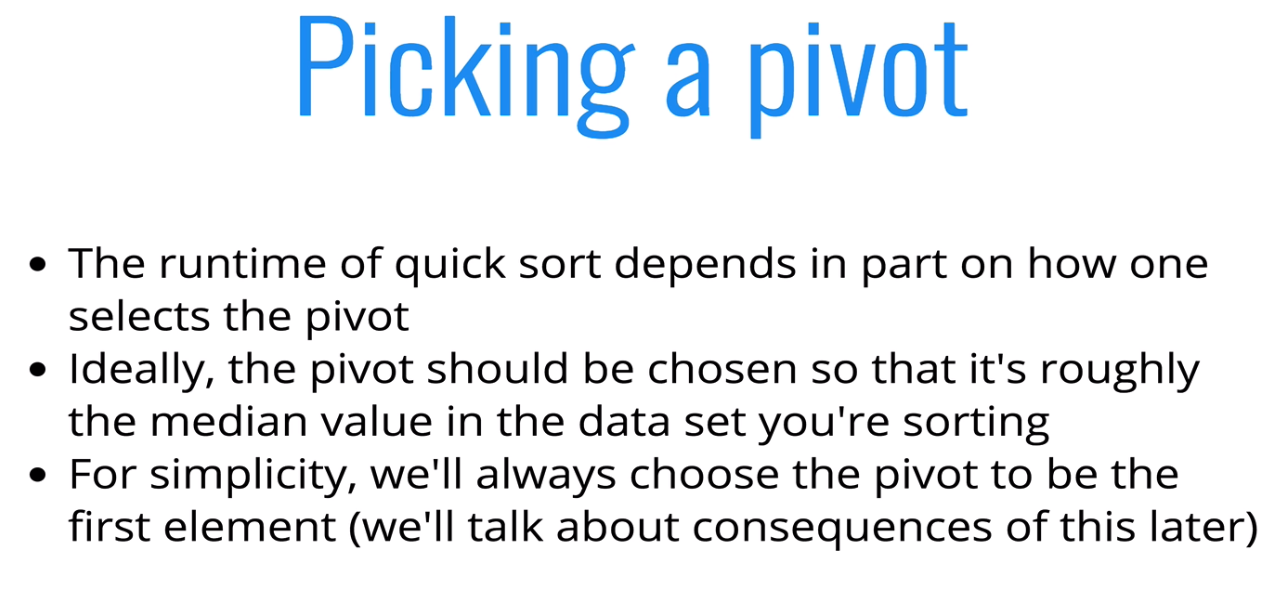 Picking a pivot
• The runtime of quick sort depends in part on how one
selects the pivot
• Ideally, the pivot should be chosen so that it's roughly
the median value in the data set you're sorting
• For simplicity, we'll always choose the pivot to be the
first element (we'll talk about consequences of this later)